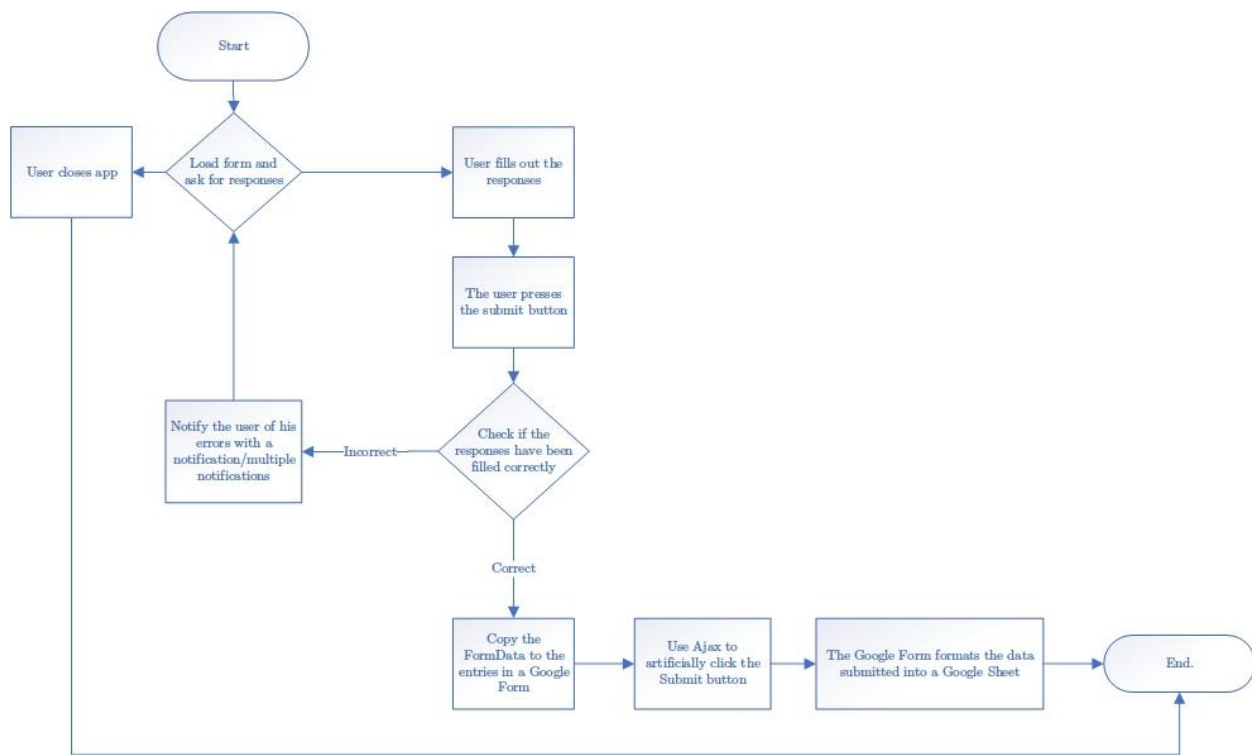 Start
User closes app
Load form and
ask for responses
User fills out the
responses
The user presses
the submit button
Notify the user of his
errors with a
notification/multiple
notifications
Incorrect
Check if the
responses have been
filled correctly
Correct
Copy the
FormData to the
entries in a Google
Form
Use Ajax to
artificially click the
Submit button
The Google Form formats the data
submitted into a Google Sheet
End.